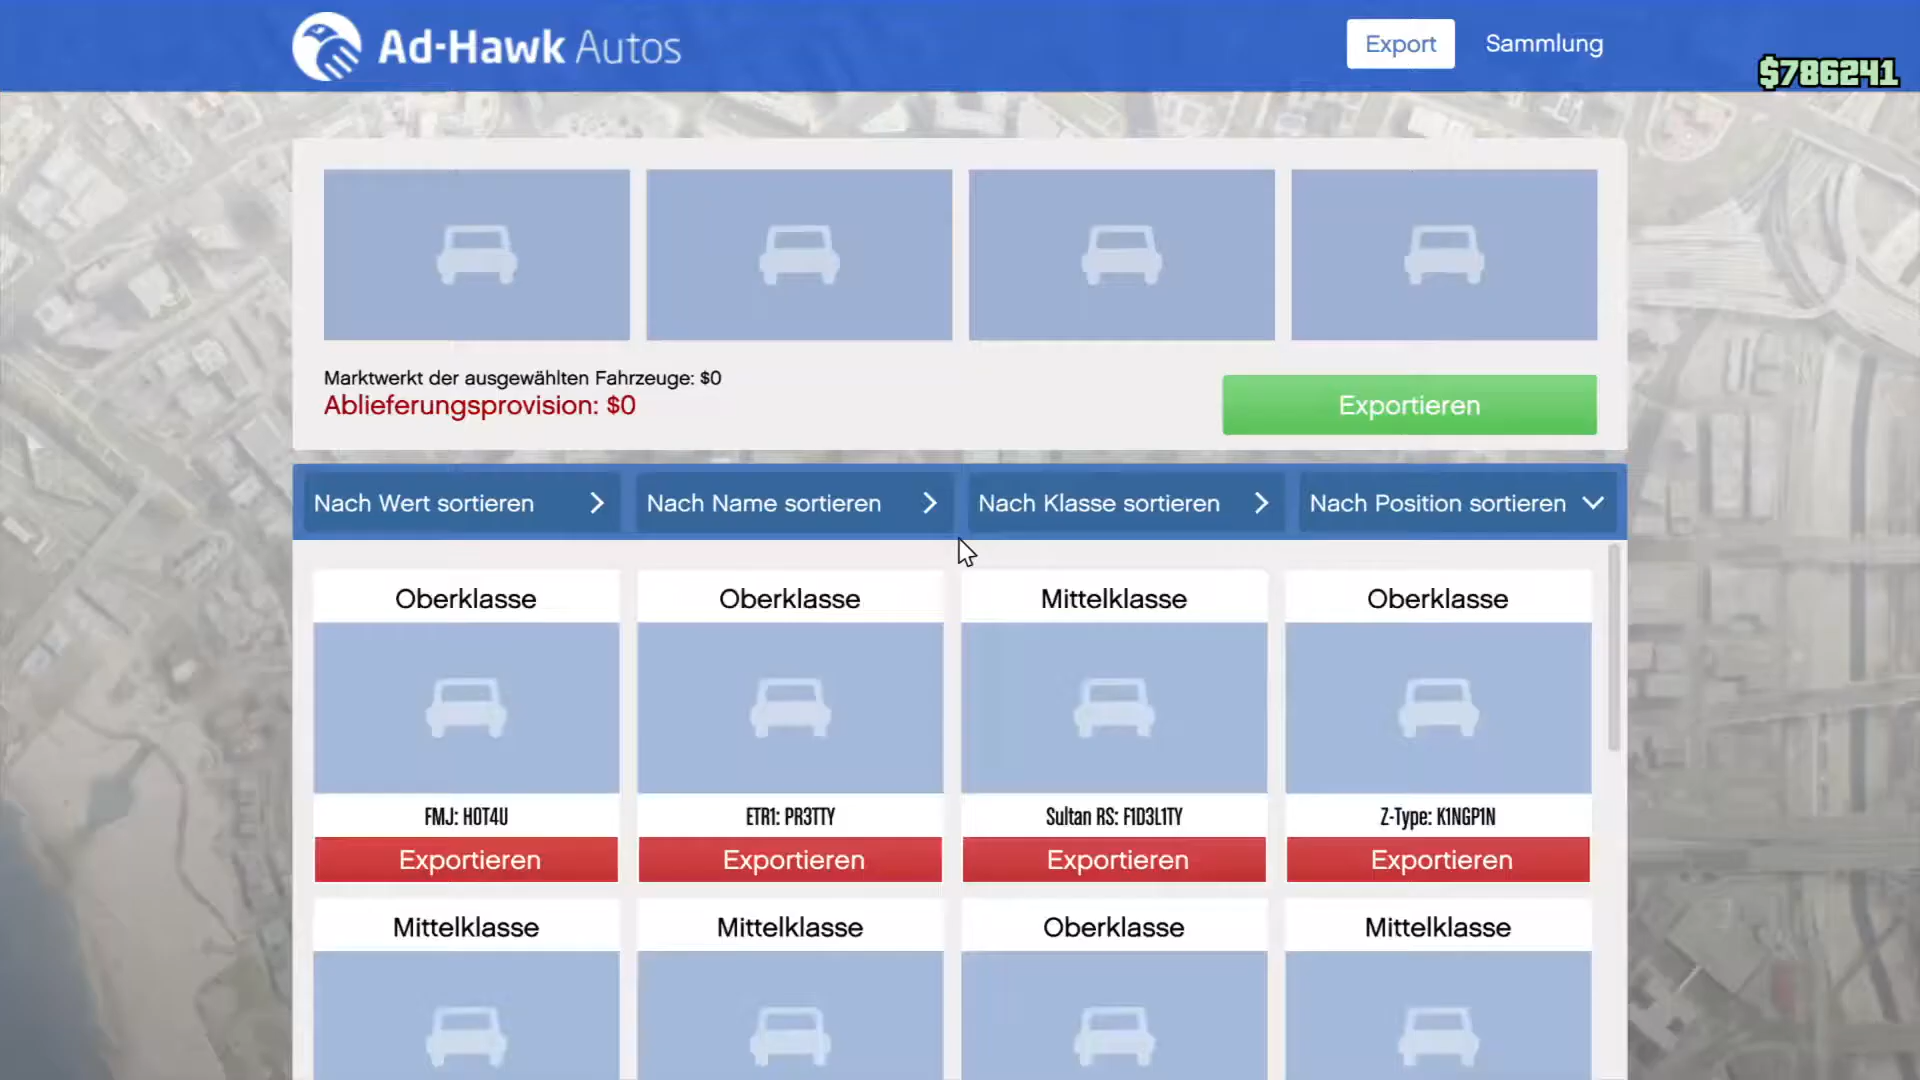 Ad-Hawk Autos
Export
Sammlung
$786241
Marktwerkt der ausgewählten Fahrzeuge: $0
Ablieferungsprovision: $0
Exportieren
Nach Wert sortieren
Nach Name sortieren
Nach Klasse sortieren
Nach Position sortieren
Oberklasse
Oberklasse
Mittelklasse
Oberklasse
FMJ: H0T4U
ETR1: PR3TTY
Sultan RS: F1D3L1TY
Z-Type: K1NGP1N
Exportieren
Exportieren
Exportieren
Exportieren
Mittelklasse
Mittelklasse
Oberklasse
Mittelklasse